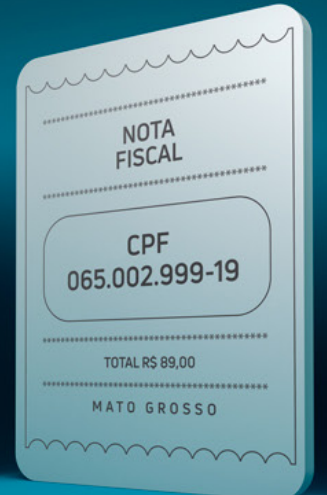 NOTA
FISCAL
CPF
065.002.999-19
TOTAL R$ 89,00
MATO GROSSO